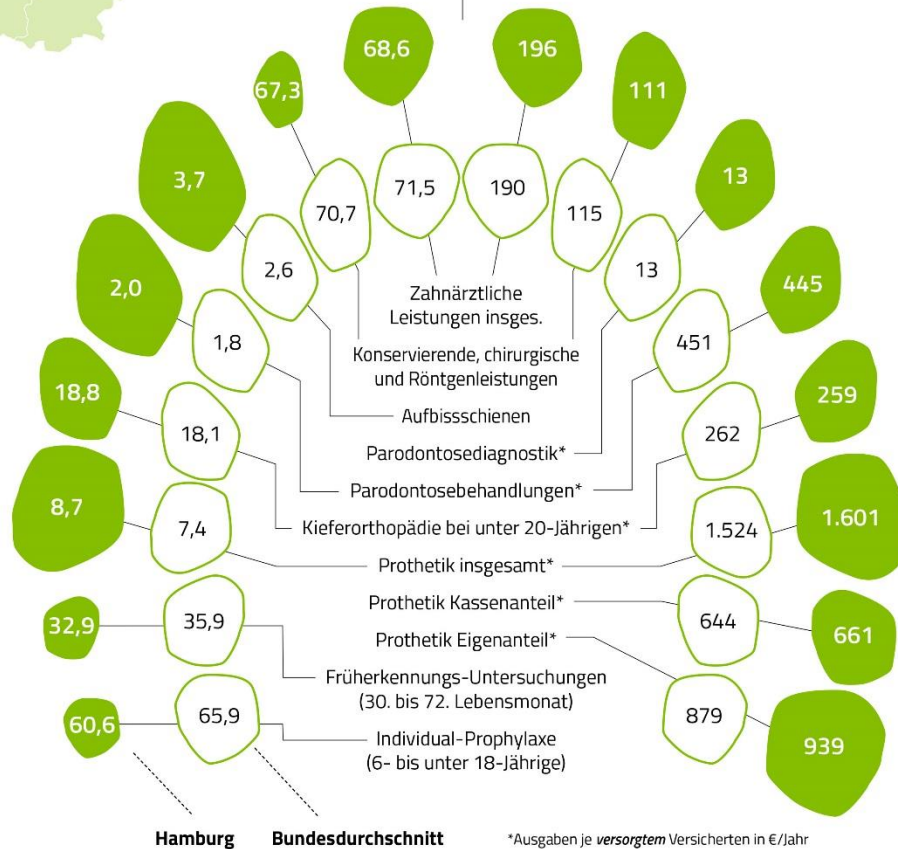 68,6
196
67,3
111
3,7
71,5
190
13
70,7
115
2,0
2,6
13
445
Zahnärztliche
Leistungen insges.
1,8
451
Konservierende, chirurgische
und Röntgenleistungen
18,8
259
Aufbissschienen
18,1
262
Parodontosediagnostik*
Parodontosebehandlungen*
8,7
7,4
Kieferorthopädie bei unter 20-Jährigen*
1.524
1.601
Prothetik insgesamt*
Prothetik Kassenanteil*
32,9
35,9
644
661
Prothetik Eigenanteil*
Früherkennungs-Untersuchungen
(30. bis 72. Lebensmonat)
60,6
65,9
879
939
Individual-Prophylaxe
(6- bis unter 18-Jährige)
Hamburg Bundesdurchschnitt
*Ausgaben je versorgtem Versicherten in €/Jahr